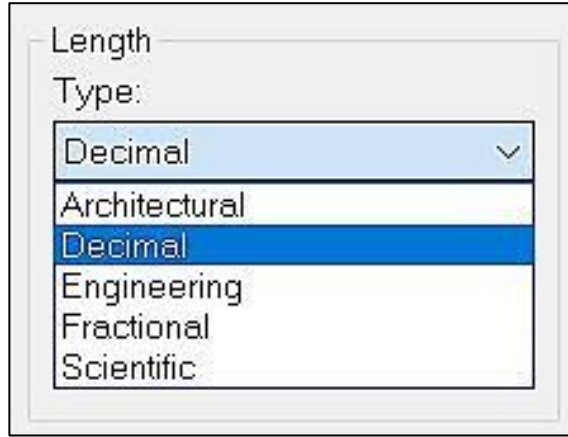 Length
Type:
Decimal
Architectural
Decimal
Engineering
Fractional
Scientific